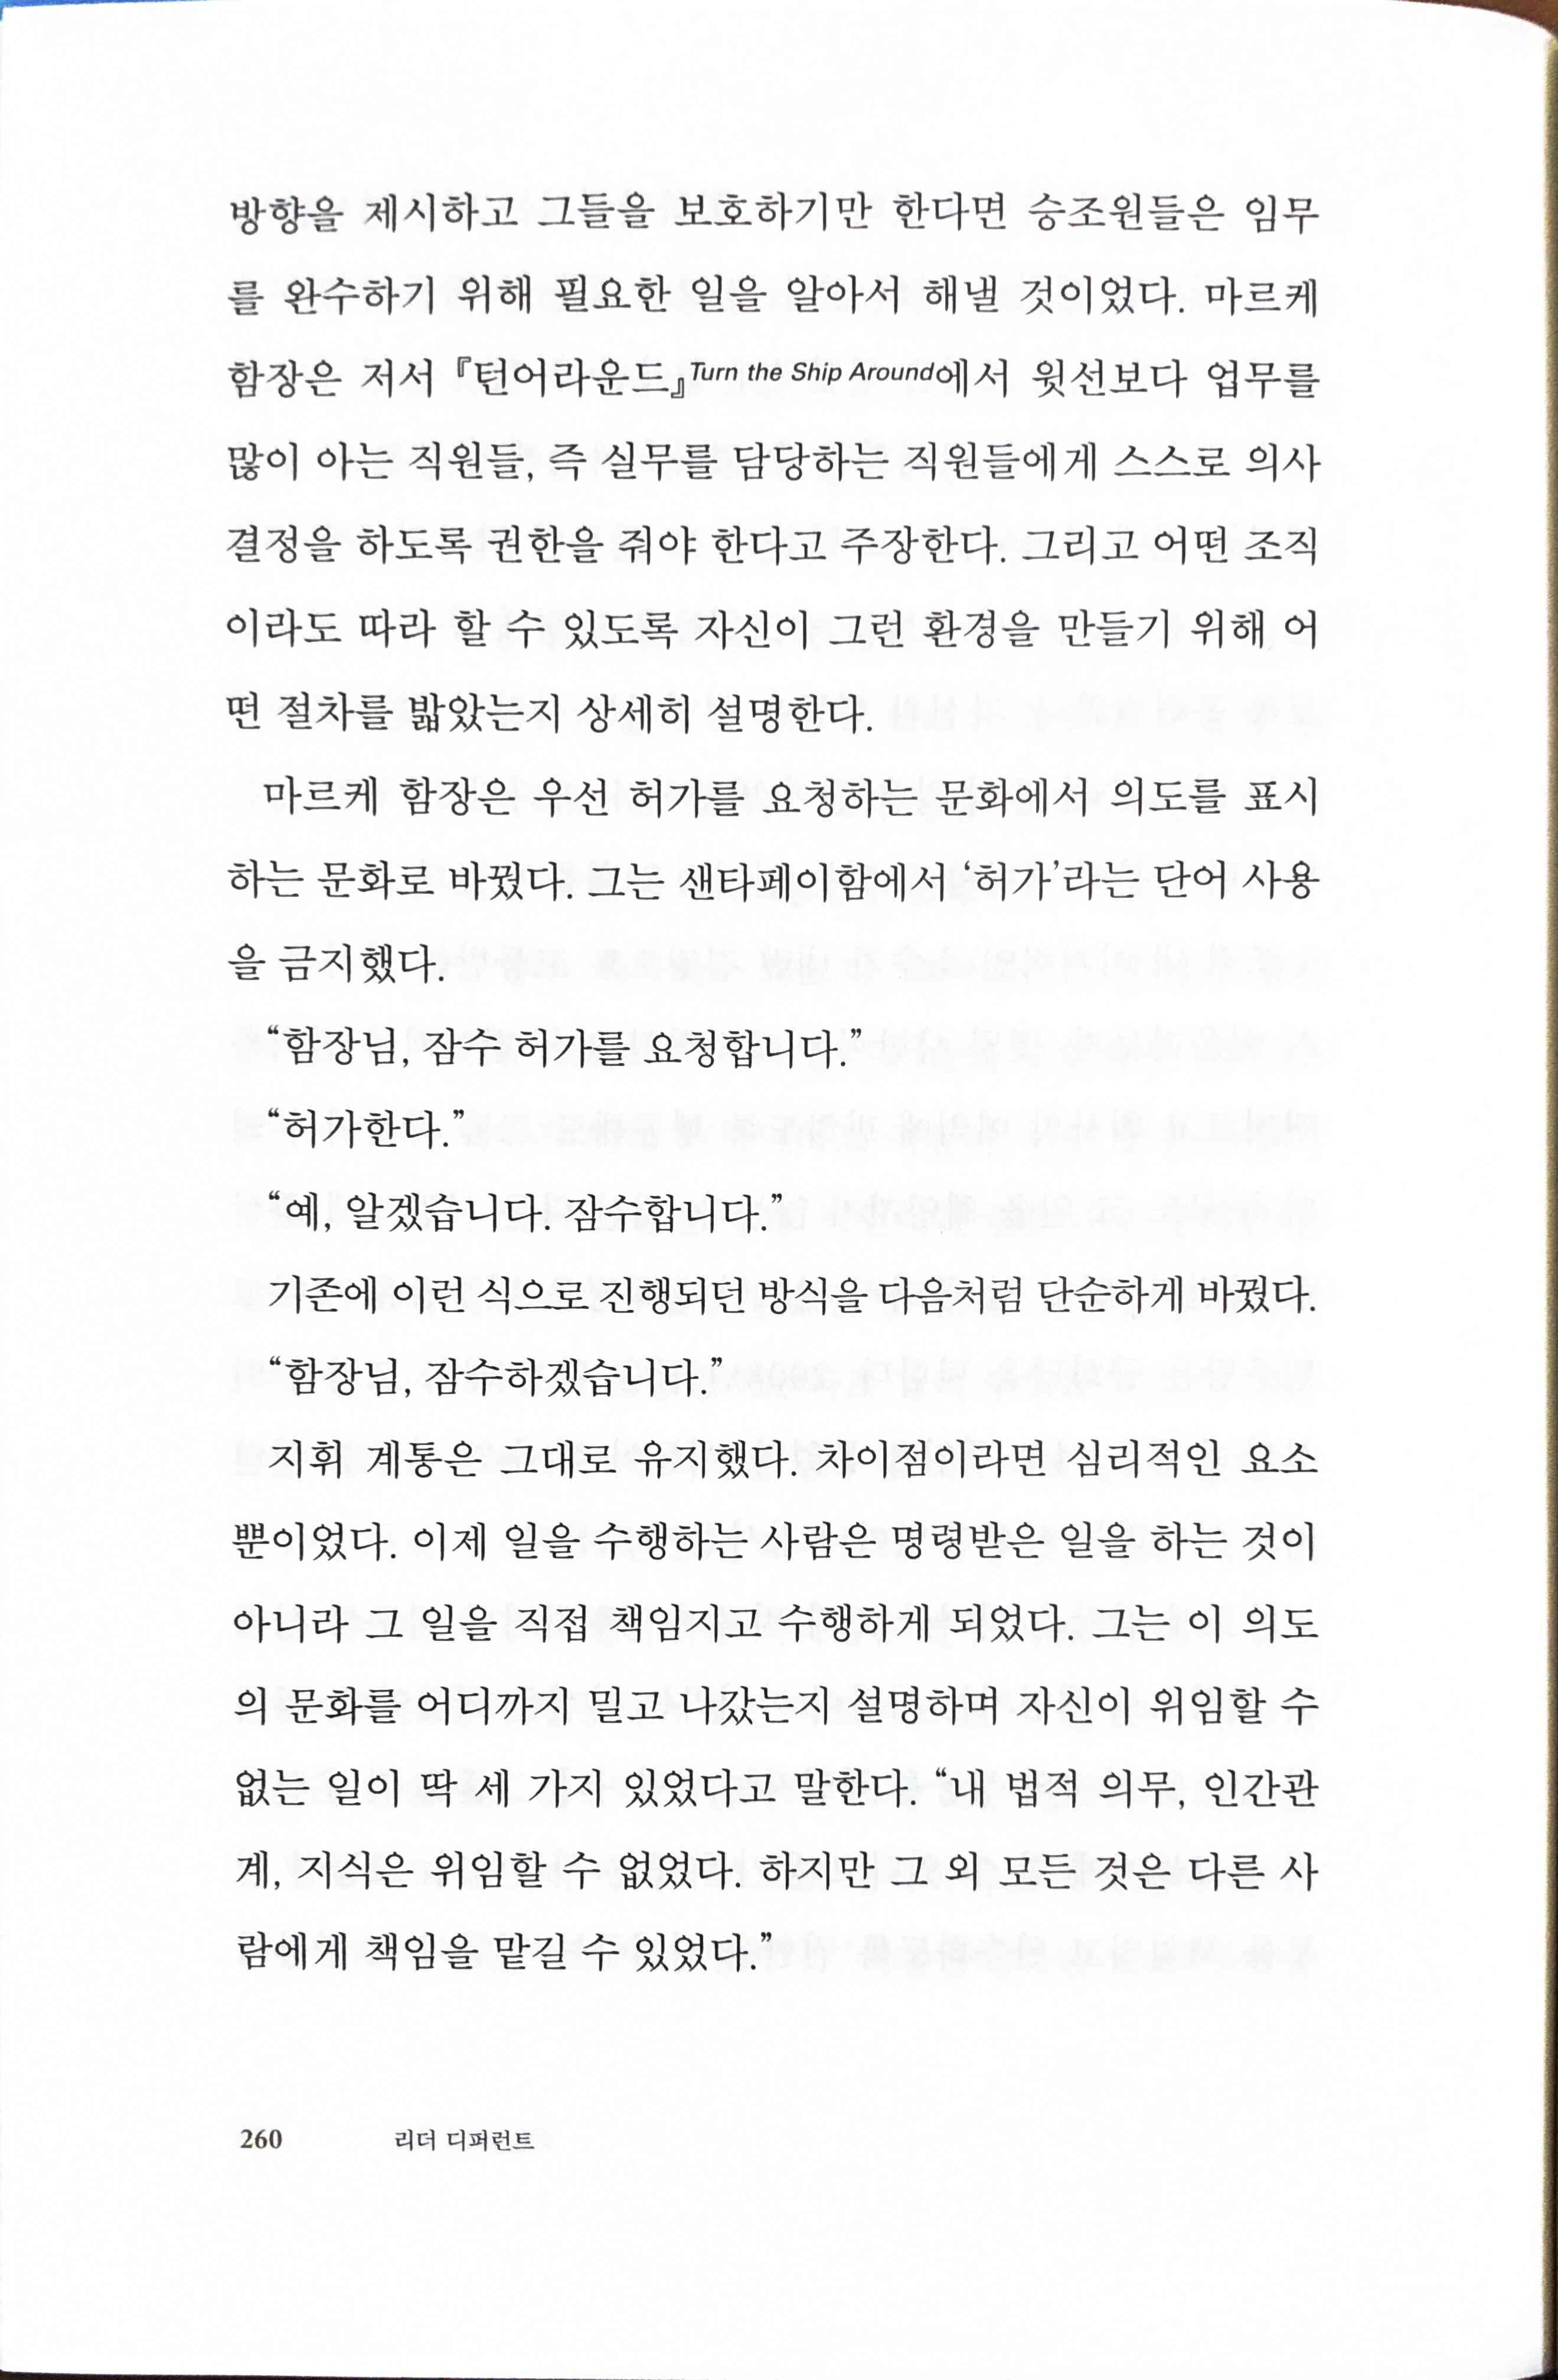 방향을 제시하고 그들을 보호하기만 한다면 승조원들은 임무
를 완수하기 위해 필요한 일을 알아서 해낼 것이었다. 마르케
함장은 저서 『턴어라운드』Turn the Ship Around에서 윗선보다 업무를
많이 아는 직원들, 즉 실무를 담당하는 직원들에게 스스로 의사
결정을 하도록 권한을 줘야 한다고 주장한다. 그리고 어떤 조직
이라도 따라 할 수 있도록 자신이 그런 환경을 만들기 위해 어
떤 절차를 밟았는지 상세히 설명한다.
마르케 함장은 우선 허가를 요청하는 문화에서 의도를 표시
하는 문화로 바꿨다. 그는 샌타페이함에서 ‘허가’라는 단어 사용
을 금지했다.
“함장님, 잠수 허가를 요청합니다.”
“허가한다.”
“예, 알겠습니다. 잠수합니다.”
기존에 이런 식으로 진행되던 방식을 다음처럼 단순하게 바꿨다.
“함장님, 잠수하겠습니다.”
지휘 계통은 그대로 유지했다. 차이점이라면 심리적인 요소
뿐이었다. 이제 일을 수행하는 사람은 명령받은 일을 하는 것이
아니라 그 일을 직접 책임지고 수행하게 되었다. 그는 이 의도
의 문화를 어디까지 밀고 나갔는지 설명하며 자신이 위임할 수
없는 일이 딱 세 가지 있었다고 말한다. “내 법적 의무, 인간관
계, 지식은 위임할 수 없었다. 하지만 그 외 모든 것은 다른 사
람에게 책임을 맡길 수 있었다.”
260 리더 디퍼런트